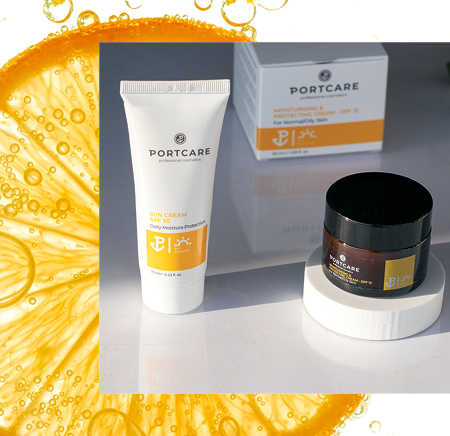 PORTCARE
professional cosmetics
MOISTURISING &
PROTECTING CREAM · SPF 15
For Normal/Oily Skin
PORTCARE
professional cosmetics
SUN CREAM
SPF 30
Daily Moisture Protection
PORTCARE